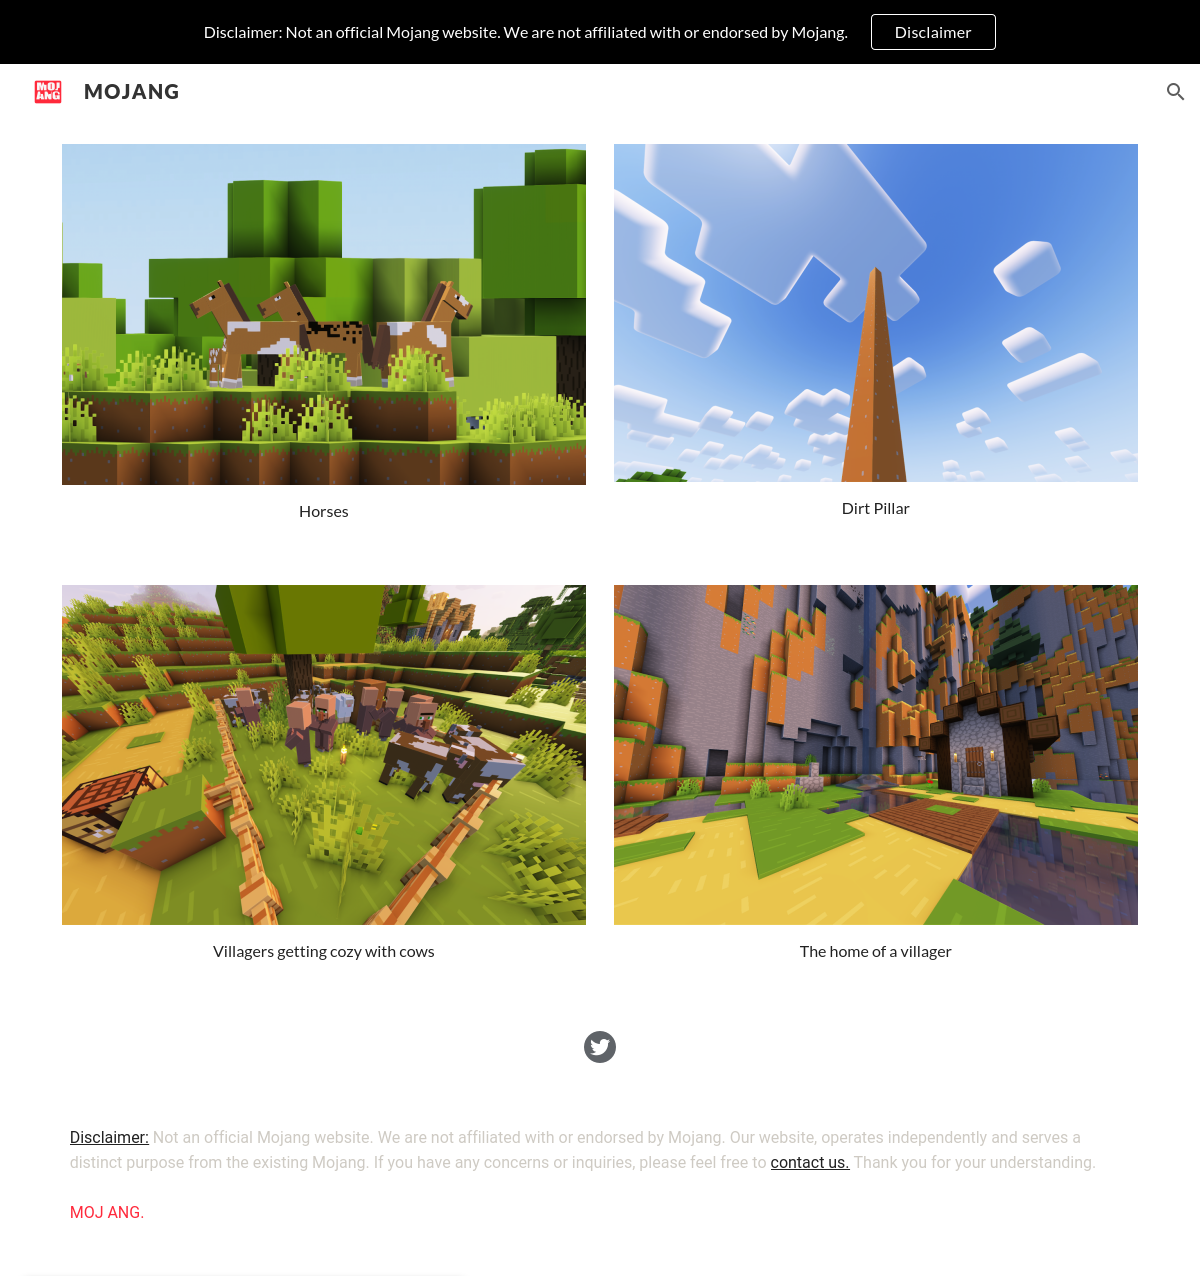 Disclaimer: Not an official Mojang website. We are not affiliated with or endorsed by Mojang.
Disclaimer
MOJ
ANG
MOJANG
Horses
Dirt Pillar
Villagers getting cozy with cows
The home of a villager
Disclaimer: Not an official Mojang website. We are not affiliated with or endorsed by Mojang. Our website, operates independently and serves a
distinct purpose from the existing Mojang. If you have any concerns or inquiries, please feel free to contact us. Thank you for your understanding.
MOJ ANG.